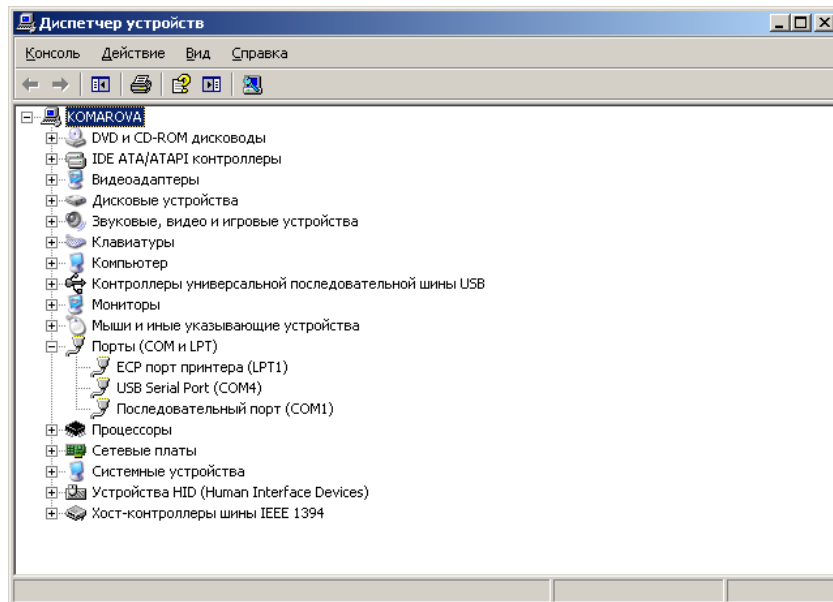 Диспетчер устройств
Консоль Действие Вид Справка
KOMAROVA
DVD и CD-ROM дисководы
IDE ATA/ATAPI контроллеры
Видеоадаптеры
Дисковые устройства
Звуковые, видео и игровые устройства
Клавиатуры
Компьютер
Контроллеры универсальной последовательной шины USB
Мониторы
Мыши и иные указывающие устройства
Порты (COM и LPT)
ECP порт принтера (LPT1)
USB Serial Port (COM4)
Последовательный порт (COM1)
Процессоры
Сетевые платы
Системные устройства
Устройства HID (Human Interface Devices)
Хост-контроллеры шины IEEE 1394